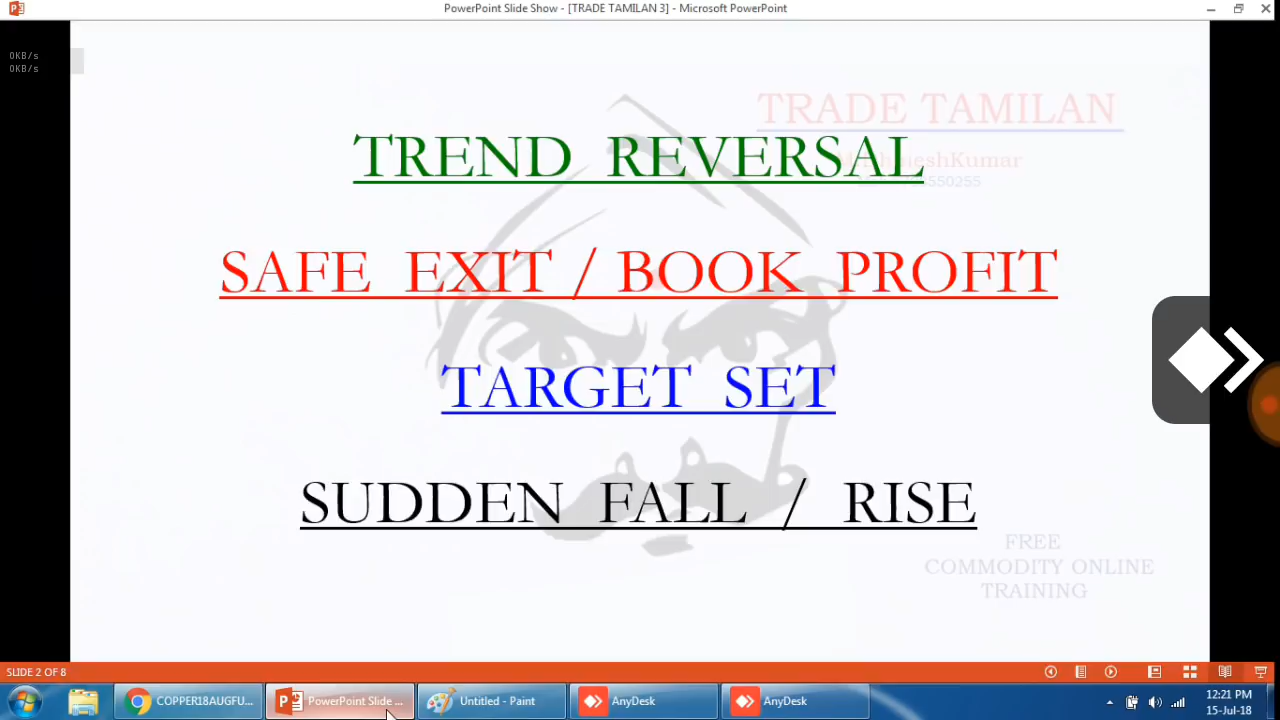 PowerPoint Slide Show - [TRADE TAMILAN 3] - Microsoft PowerPoint
0KB/s
0KB/s
TRADE TAMILAN
TREND REVERSAL
SAFE EXIT / BOOK PROFIT
TARGET SET
SUDDEN FALL / RISE
FREE
COMMODITY ONLINE
TRAINING
SLIDE 2 OF 8
COPPER18AUGFU...
PowerPoint Slide ...
Untitled - Paint
AnyDesk
AnyDesk
12:21 PM
15-Jul-18